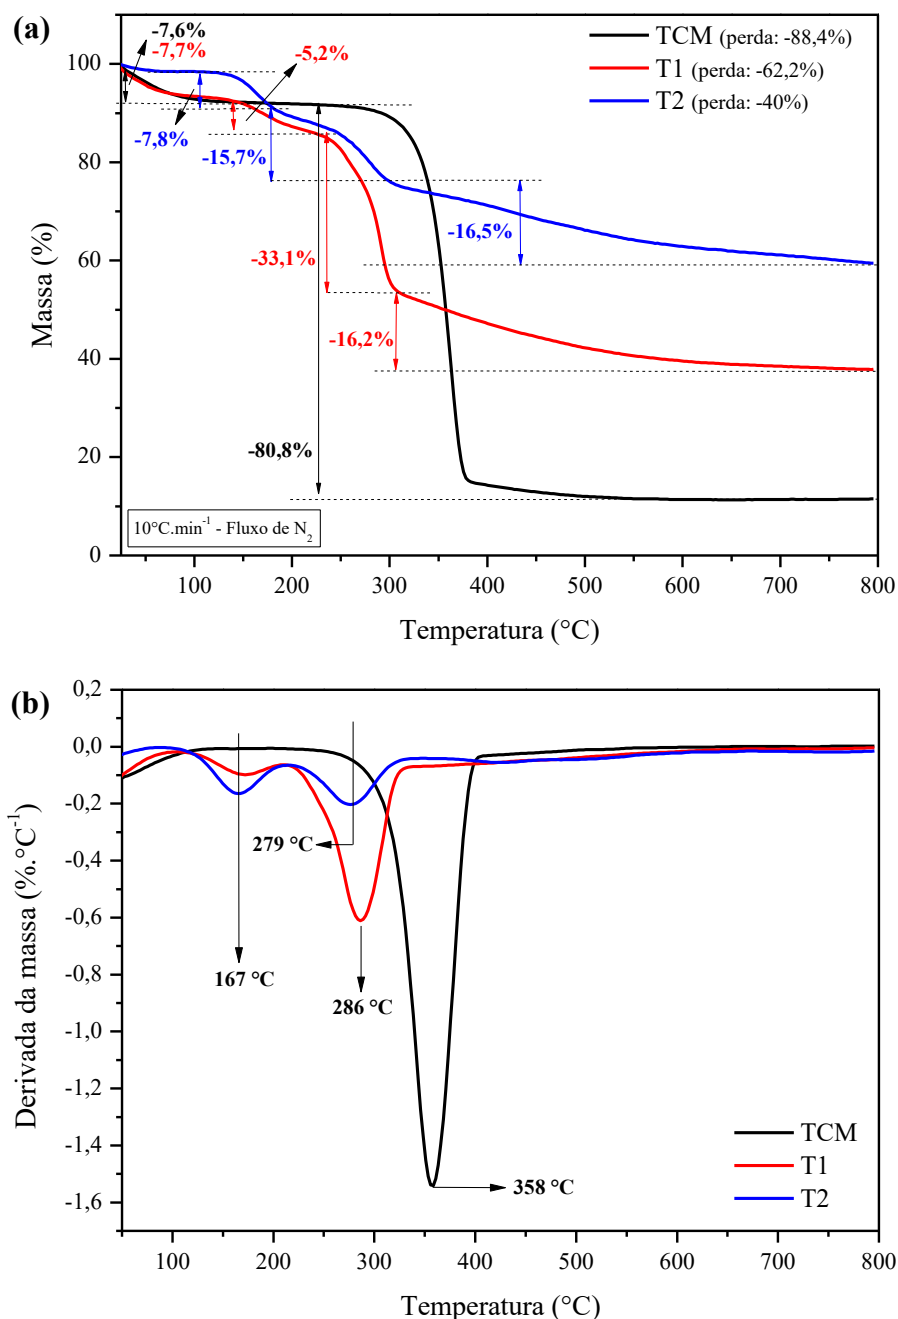 (a)
-7,6%
-7,7%
-5,2%
TCM (perda: -88,4%)
T1 (perda: -62,2%)
T2 (perda: -40%)
-7,8%
-15,7%
-16,5%
-33,1%
-16,2%
-80,8%
10°C.min⁻¹ - Fluxo de N₂
Massa (%)
100
80
60
40
20
0
100 200 300 400 500 600 700 800
Temperatura (°C)
(b)
Derivada da massa (%.°C⁻¹)
0,2
0,0
-0,2
-0,4
-0,6
-0,8
-1,0
-1,2
-1,4
-1,6
279 °C
167 °C
286 °C
358 °C
TCM
T1
T2
100 200 300 400 500 600 700 800
Temperatura (°C)